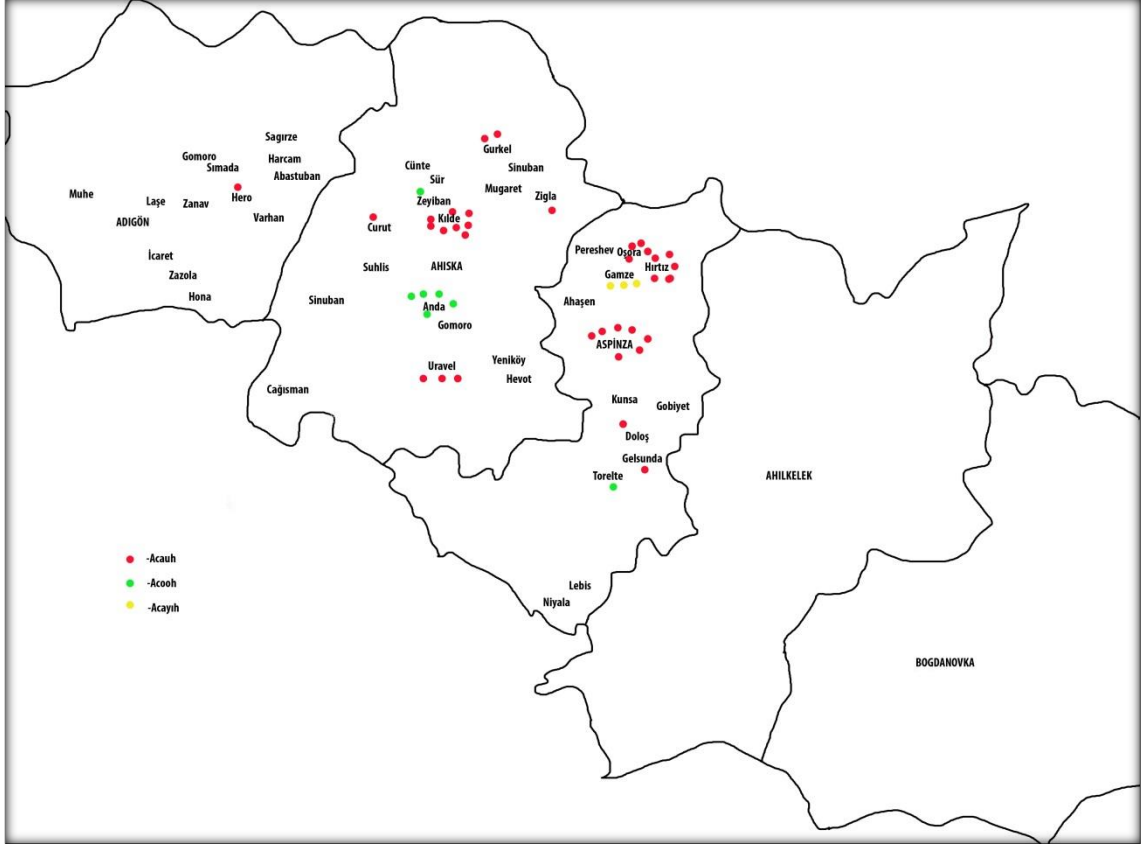 Sagırze
Gomoro
Sımada
Harcam
Abastuban
Muhe
Laşe
Zanav
Hero
ADIGÖN
Varhan
İcaret
Zazola
Hona
Gurkel
Cünte
Sür
Sinuban
Mugaret
Zigla
Zeyiban
Kılde
Curut
Suhlis
AHISKA
Sinuban
Anda
Gomoro
Uravel
Yeniköy
Hevot
Cağısman
Pereshev
Oşora
Hırtız
Gamze
Ahaşen
ASPİNZA
Kunsa
Gobiyet
Doloş
Gelsunda
Torelte
Lebis
Niyala
AHILKELEK
BOGDANOVKA
-Acauh
-Acooh
-Acayıh